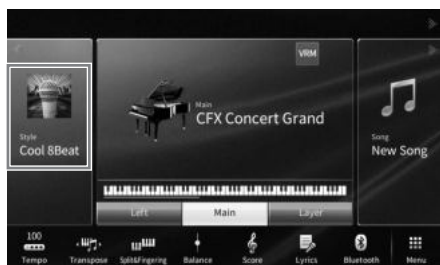 VRM
Main
CFX Concert Grand
Style
Cool 8Beat
Song
New Song
Left
Main
Layer
100
Tempo
Transpose
Split&Fingering
Balance
Score
Lyrics
Bluetooth
Menu